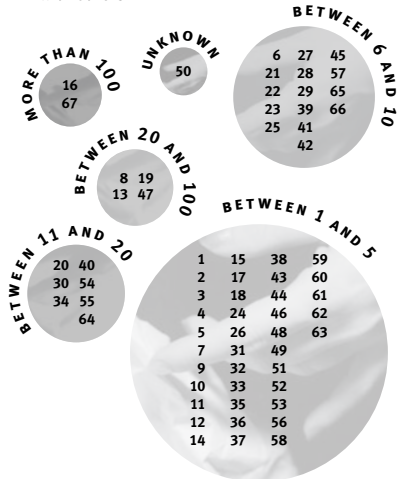 BETWEEN 6 AND 10
6 27 45
21 28 57
22 29 65
23 39 66
25 41
42
UNKNOWN
50
MORE THAN 100
16
67
BETWEEN 20 AND 100
8 19
13 47
BETWEEN 11 AND 20
20 40
30 54
34 55
64
BETWEEN 1 AND 5
1 15 38 59
2 17 43 60
3 18 44 61
4 24 46 62
5 26 48 63
7 31 49
9 32 51
10 33 52
11 35 53
12 36 56
14 37 58